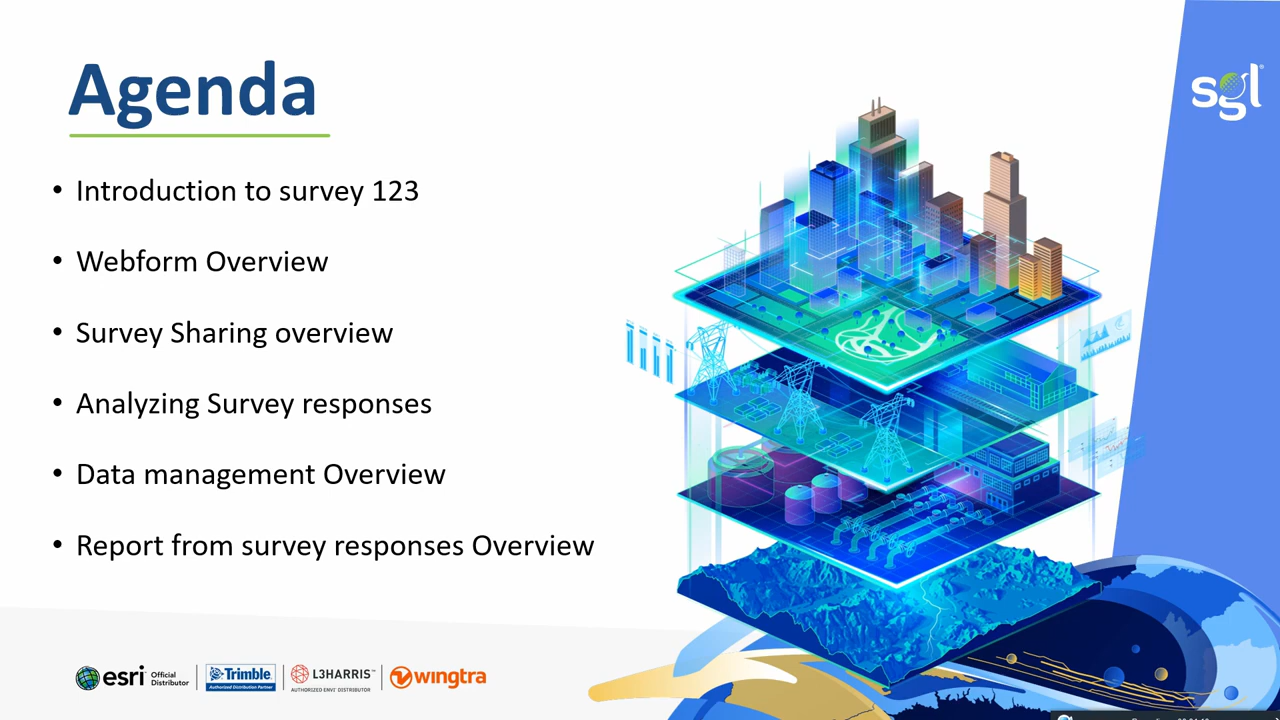 Agenda
sgl
• Introduction to survey 123
• Webform Overview
• Survey Sharing overview
• Analyzing Survey responses
• Data management Overview
• Report from survey responses Overview
esri Official Distributor
Trimble
Authorized Distribution Partner
L3HARRIS™
AUTHORIZED ENVI DISTRIBUTOR
wingtra